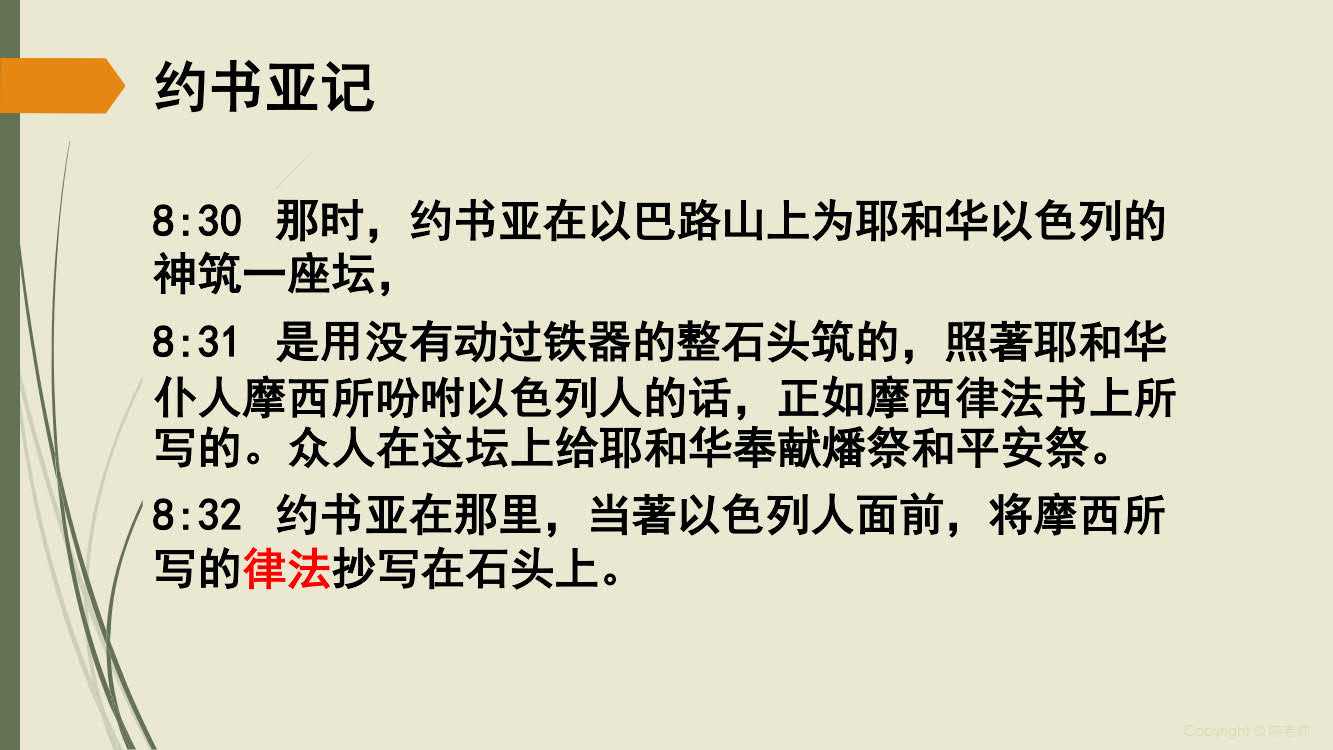 约书亚记
8:30 那时，约书亚在以巴路山上为耶和华以色列的
神筑一座坛，
8:31 是用没有动过铁器的整石头筑的，照著耶和华
仆人摩西所吩咐以色列人的话，正如摩西律法书上所
写的。众人在这坛上给耶和华奉献燔祭和平安祭。
8:32 约书亚在那里，当著以色列人面前，将摩西所
写的律法抄写在石头上。
Copyright © 陈老师